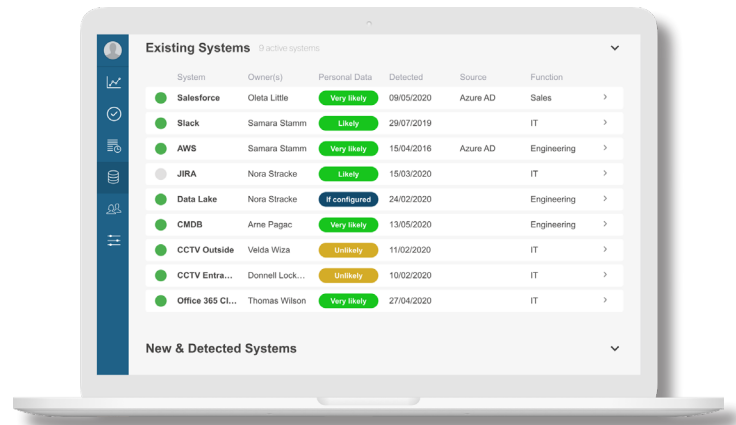 Existing Systems 9 active systems
System Owner(s) Personal Data Detected Source Function
Salesforce Oleta Little Very likely 09/05/2020 Azure AD Sales
Slack Samara Stamm Likely 29/07/2019 IT
AWS Samara Stamm Very likely 15/04/2016 Azure AD Engineering
JIRA Nora Stracke Likely 15/03/2020 IT
Data Lake Nora Stracke If configured 24/02/2020 Engineering
CMDB Arne Pagac Very likely 13/05/2020 Engineering
CCTV Outside Velda Wiza Unlikely 11/02/2020 IT
CCTV Entra... Donnell Lock... Unlikely 10/02/2020 IT
Office 365 Cl... Thomas Wilson Very likely 27/04/2020 IT
New & Detected Systems